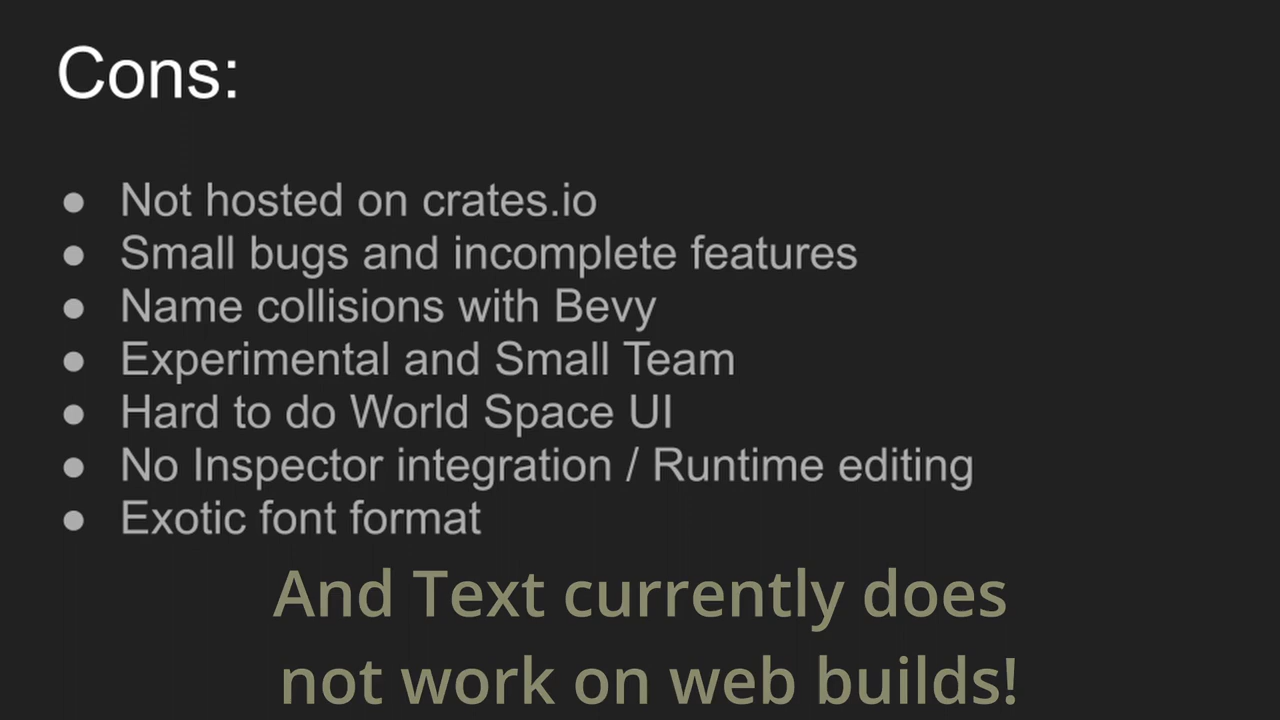 Cons:
● Not hosted on crates.io
● Small bugs and incomplete features
● Name collisions with Bevy
● Experimental and Small Team
● Hard to do World Space UI
● No Inspector integration / Runtime editing
● Exotic font format
And Text currently does
not work on web builds!